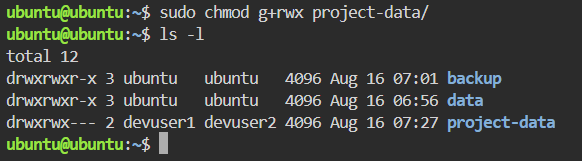 ubuntu@ubuntu:~$ sudo chmod g+rwx project-data/
ubuntu@ubuntu:~$ ls -l
total 12
drwxrwxr-x 3 ubuntu   ubuntu   4096 Aug 16 07:01 backup
drwxrwxr-x 3 ubuntu   ubuntu   4096 Aug 16 06:56 data
drwxrwx--- 2 devuser1 devuser2 4096 Aug 16 07:27 project-data
ubuntu@ubuntu:~$